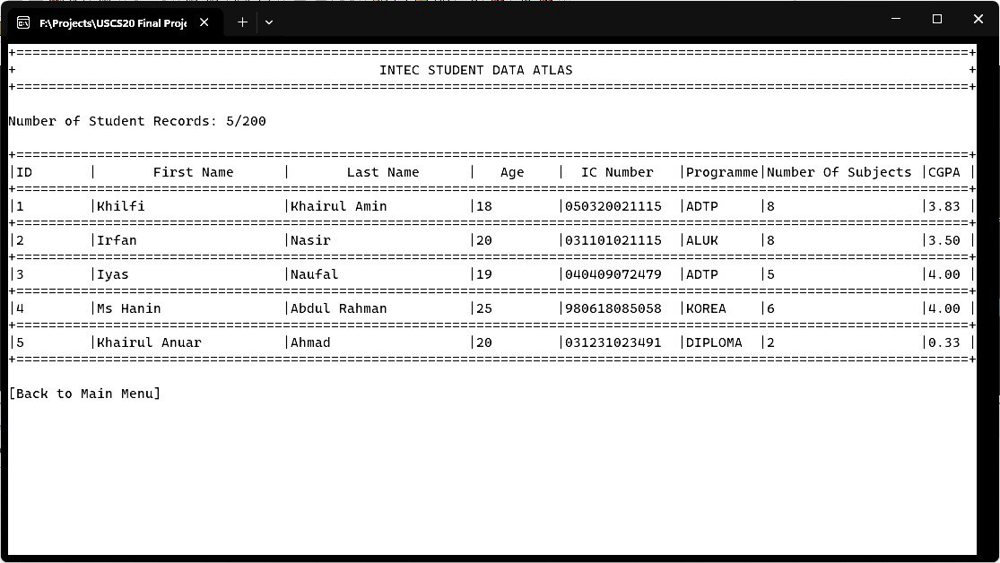 F:\Projects\USCS20 Final Proje
INTEC STUDENT DATA ATLAS
Number of Student Records: 5/200
|ID | First Name | Last Name | Age | IC Number |Programme|Number Of Subjects |CGPA |
|1 |Khilfi |Khairul Amin |18 |050320021115 |ADTP |8 |3.83 |
|2 |Irfan |Nasir |20 |031101021115 |ALUK |8 |3.50 |
|3 |Iyas |Naufal |19 |040409072479 |ADTP |5 |4.00 |
|4 |Ms Hanin |Abdul Rahman |25 |980618085058 |KOREA |6 |4.00 |
|5 |Khairul Anuar |Ahmad |20 |031231023491 |DIPLOMA |2 |0.33 |
[Back to Main Menu]